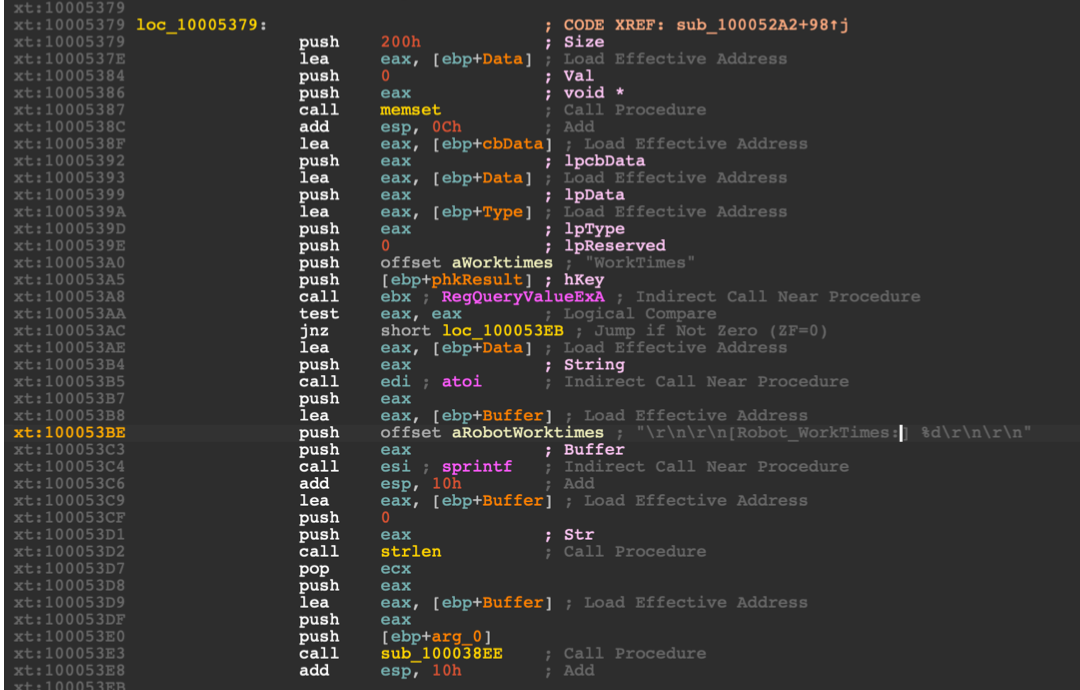 xt:10005379
xt:10005379 loc_10005379: ; CODE XREF: sub_100052A2+98↑j
xt:10005379 push 200h ; Size
xt:1000537E lea eax, [ebp+Data] ; Load Effective Address
xt:10005384 push 0 ; Val
xt:10005386 push eax ; void *
xt:10005387 call memset ; Call Procedure
xt:1000538C add esp, 0Ch ; Add
xt:1000538F lea eax, [ebp+cbData] ; Load Effective Address
xt:10005392 push eax ; lpcbData
xt:10005393 lea eax, [ebp+Data] ; Load Effective Address
xt:10005399 push eax ; lpData
xt:1000539A lea eax, [ebp+Type] ; Load Effective Address
xt:1000539D push eax ; lpType
xt:1000539E push 0 ; lpReserved
xt:100053A0 push offset aWorktimes ; "WorkTimes"
xt:100053A5 push [ebp+phkResult] ; hKey
xt:100053A8 call ebx ; RegQueryValueExA ; Indirect Call Near Procedure
xt:100053AA test eax, eax ; Logical Compare
xt:100053AC jnz short loc_100053EB ; Jump if Not Zero (ZF=0)
xt:100053AE lea eax, [ebp+Data] ; Load Effective Address
xt:100053B4 push eax ; String
xt:100053B5 call edi ; atoi ; Indirect Call Near Procedure
xt:100053B7 push eax
xt:100053B8 lea eax, [ebp+Buffer] ; Load Effective Address
xt:100053BE push offset aRobotWorktimes ; "\r\n\r\n[Robot_WorkTimes:] %d\r\n\r\n"
xt:100053C3 push eax ; Buffer
xt:100053C4 call esi ; sprintf ; Indirect Call Near Procedure
xt:100053C6 add esp, 10h ; Add
xt:100053C9 lea eax, [ebp+Buffer] ; Load Effective Address
xt:100053CF push 0
xt:100053D1 push eax ; Str
xt:100053D2 call strlen ; Call Procedure
xt:100053D7 pop ecx
xt:100053D8 push eax
xt:100053D9 lea eax, [ebp+Buffer] ; Load Effective Address
xt:100053DF push eax
xt:100053E0 push [ebp+arg_0]
xt:100053E3 call sub_100038EE ; Call Procedure
xt:100053E8 add esp, 10h ; Add
xt:100053EB